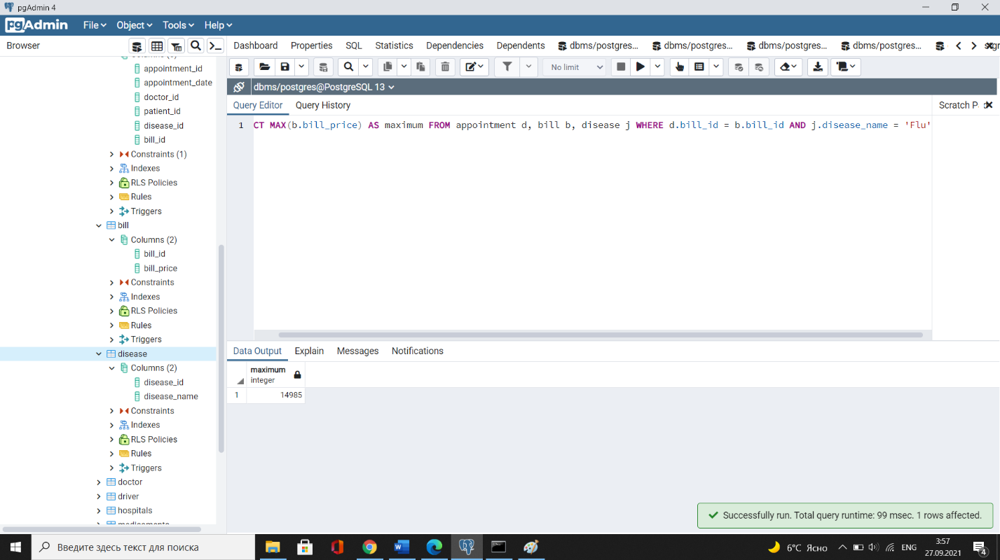 pgAdmin 4
pgAdmin
File Object Tools Help
Browser
Dashboard Properties SQL Statistics Dependencies Dependents dbms/postgres... dbms/postgres... dbms/postgres... dbms/postgres...
No limit
dbms/postgres@PostgreSQL 13
Query Editor Query History
Scratch
1 CT MAX(b.bill_price) AS maximum FROM appointment d, bill b, disease j WHERE d.bill_id = b.bill_id AND j.disease_name = 'Flu'
appointment_id
appointment_date
doctor_id
patient_id
disease_id
bill_id
Constraints (1)
Indexes
RLS Policies
Rules
Triggers
bill
Columns (2)
bill_id
bill_price
Constraints
Indexes
RLS Policies
Rules
Triggers
disease
Columns (2)
disease_id
disease_name
Constraints
Indexes
RLS Policies
Rules
Triggers
doctor
driver
hospitals
Data Output Explain Messages Notifications
maximum
integer
1 14985
Successfully run. Total query runtime: 99 msec. 1 rows affected.
Введите здесь текст для поиска
6°C Ясно
ENG
3:57
27.09.2021
4